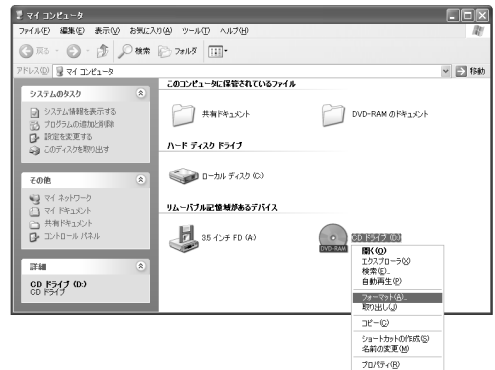 マイ コンピュータ
ファイル(F) 編集(E) 表示(V) お気に入り(A) ツール(T) ヘルプ(H)
戻る 検索 フォルダ
アドレス(D) マイ コンピュータ 移動
システムのタスク
システム情報を表示する
プログラムの追加と削除
設定を変更する
このディスクを取り出す
その他
マイ ネットワーク
マイ ドキュメント
共有ドキュメント
コントロール パネル
詳細
CD ドライブ (D:)
CD ドライブ
このコンピュータに保管されているファイル
共有ドキュメント
DVD-RAM のドキュメント
ハード ディスク ドライブ
ローカル ディスク (C:)
リムーバブル記憶域があるデバイス
3.5 インチ FD (A:)
DVD-RAM
CD ドライブ (D:)
開く(O)
エクスプローラ(X)
検索(E)...
自動再生(P)
フォーマット(A)...
取り出し(J)
コピー(C)
ショートカットの作成(S)
名前の変更(M)
プロパティ(R)